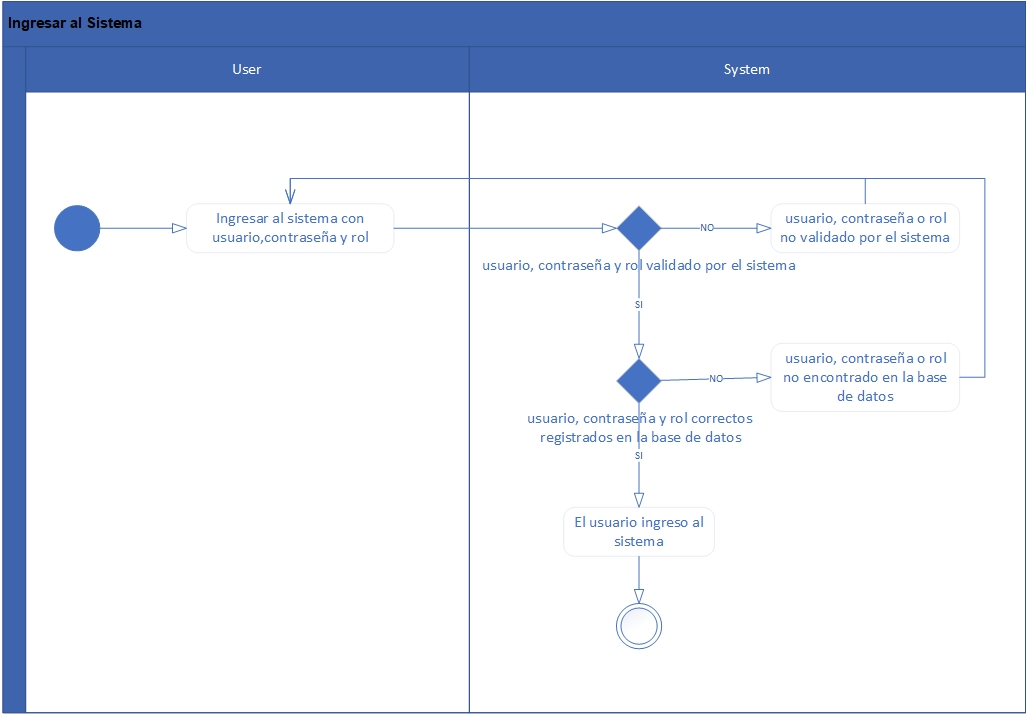 Ingresar al Sistema
User
System
Ingresar al sistema con
usuario,contraseña y rol
NO
usuario, contraseña o rol
no validado por el sistema
usuario, contraseña y rol validado por el sistema
SI
NO
usuario, contraseña o rol
no encontrado en la base
de datos
usuario, contraseña y rol correctos
registrados en la base de datos
SI
El usuario ingreso al
sistema